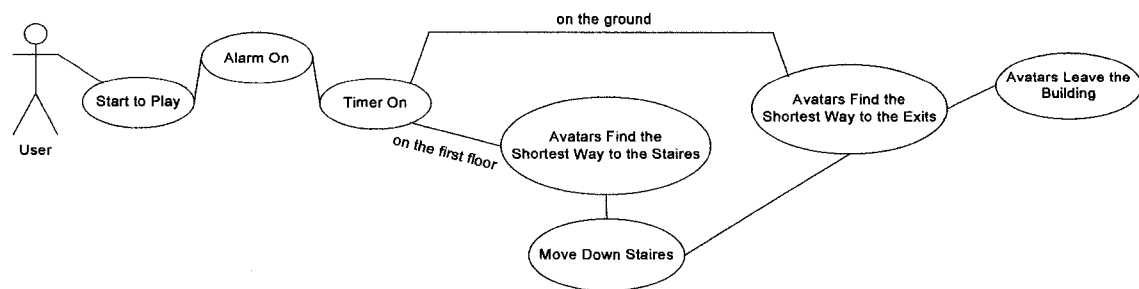 on the ground
Alarm On
Start to Play
Timer On
User
on the first floor
Avatars Find the
Shortest Way to the Staires
Move Down Staires
Avatars Find the
Shortest Way to the Exits
Avatars Leave the
Building